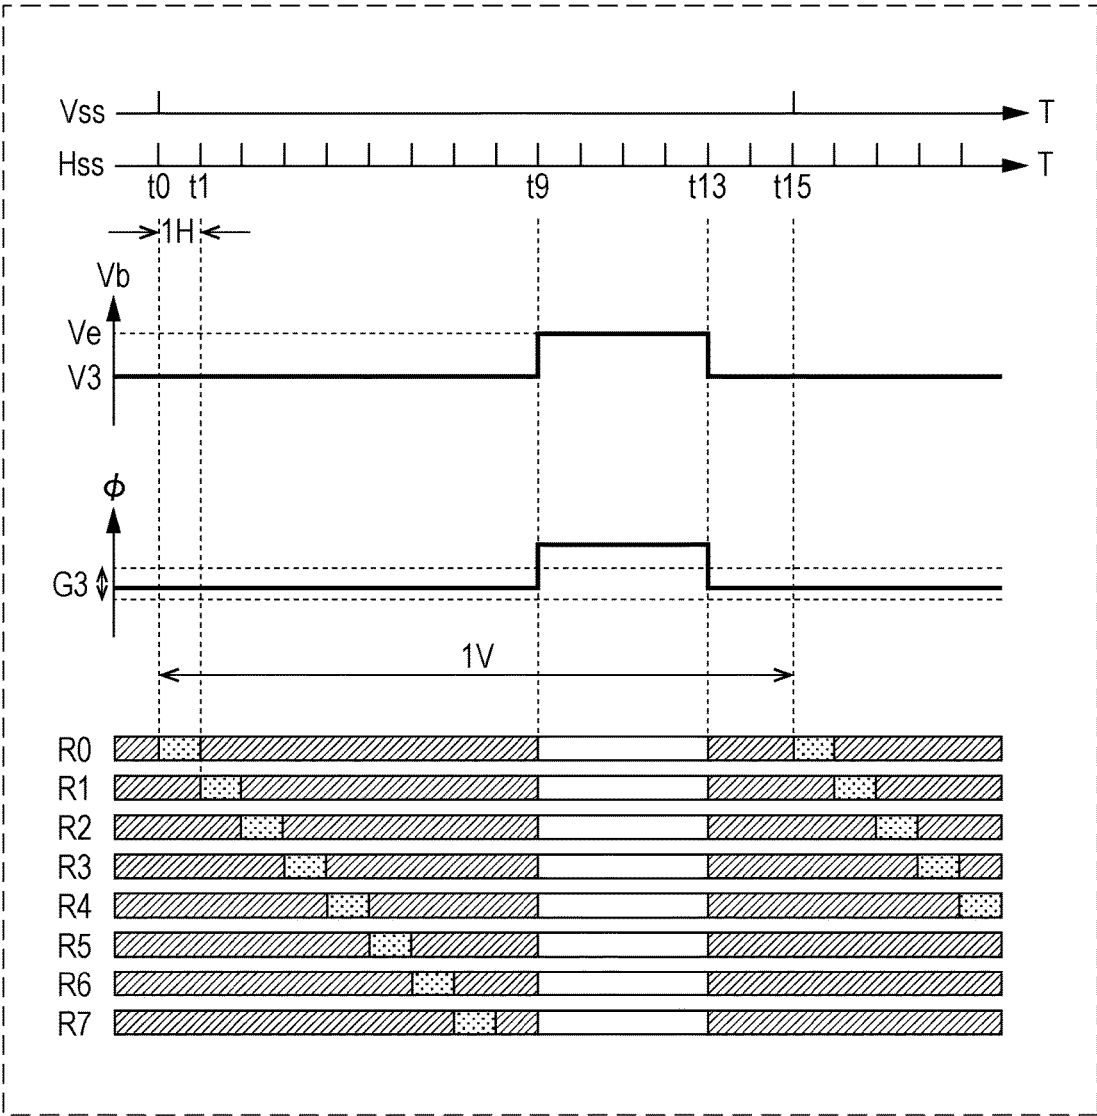 Vss T
Hss T
t0 t1 t9 t13 t15
1H
Vb
Ve
V3
ϕ
G3
1V
R0
R1
R2
R3
R4
R5
R6
R7